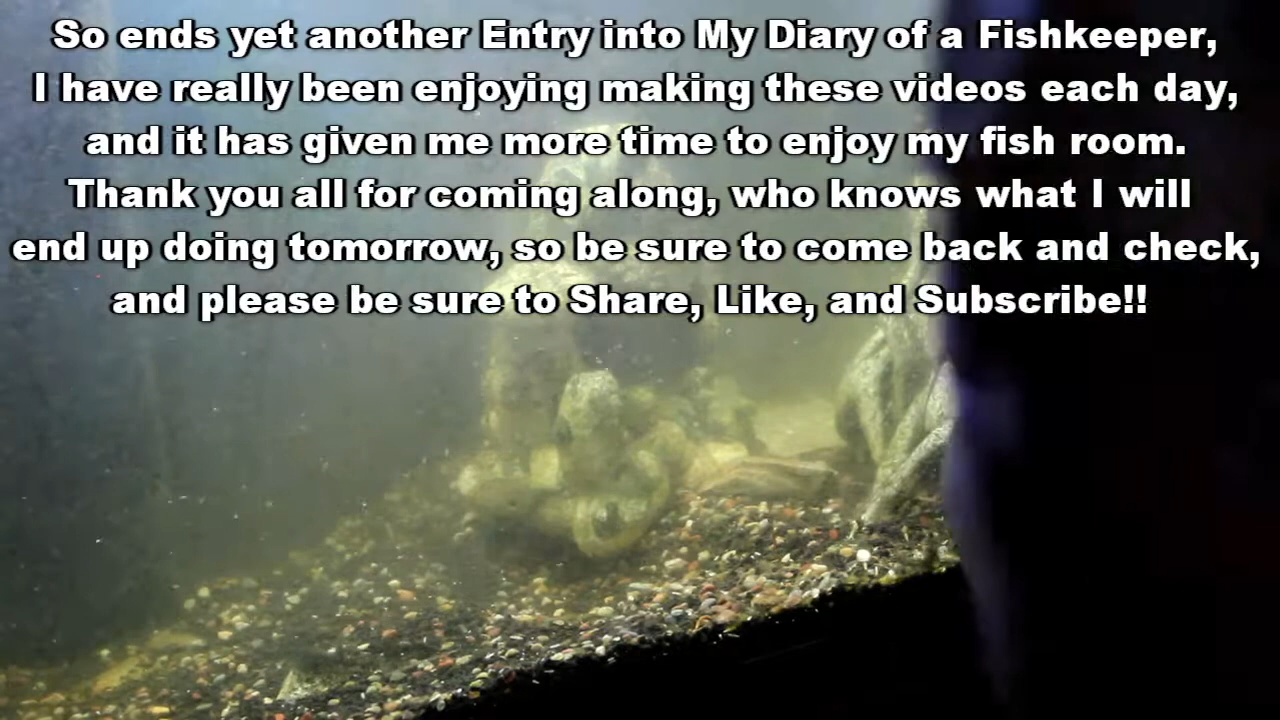 So ends yet another Entry into My Diary of a Fishkeeper,
I have really been enjoying making these videos each day,
and it has given me more time to enjoy my fish room.
Thank you all for coming along, who knows what I will
end up doing tomorrow, so be sure to come back and check,
and please be sure to Share, Like, and Subscribe!!